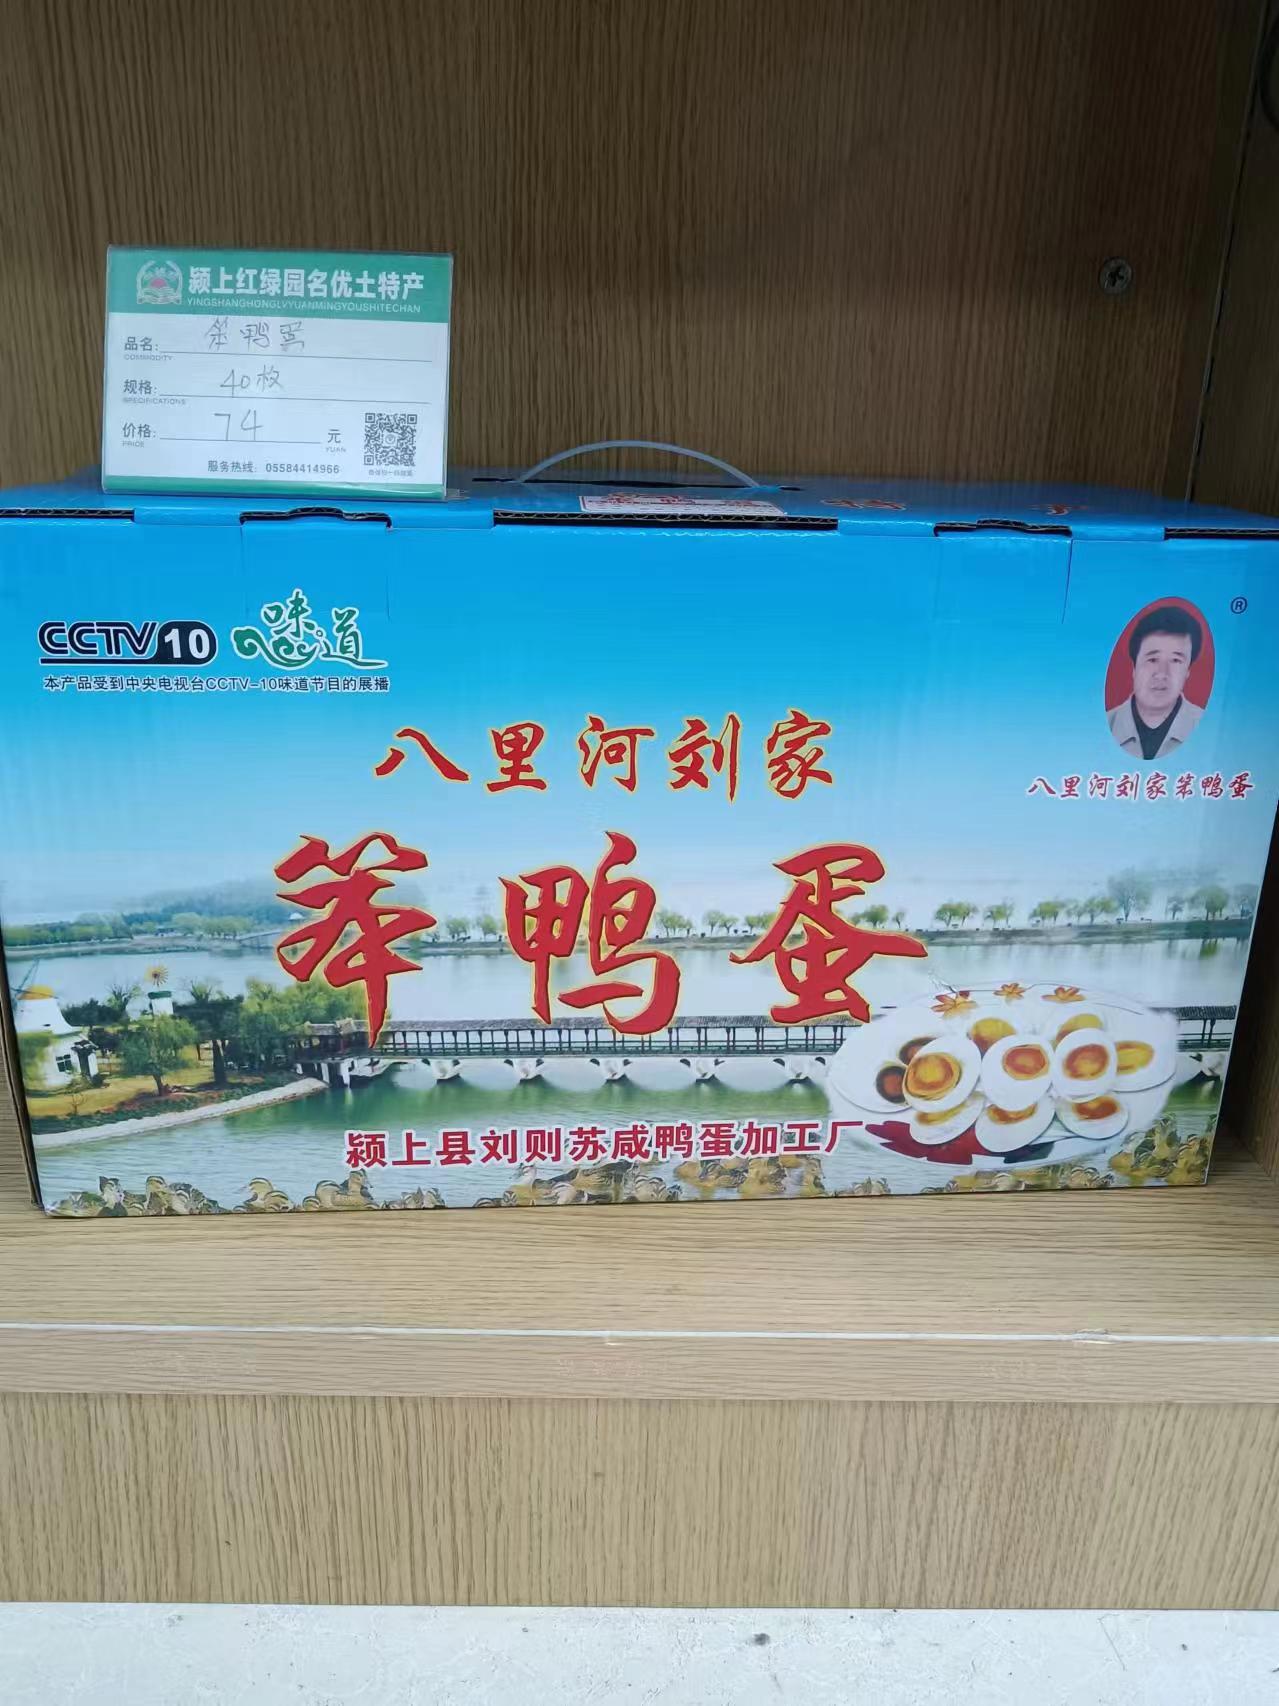 颍上红绿园名优土特产
YINGSHANGHONGLVYUANMINGYOUSHITECHAN
品名: 笨鸭蛋
COMMODITY
规格: 40枚
SPECIFICATIONS
价格: 74 元
PRICE YUAN
服务热线: 05584414966
CCTV 10 味道
本产品受到中央电视台CCTV-10味道节目的展播
®
八里河刘家
八里河刘家笨鸭蛋
笨鸭蛋
颍上县刘则苏咸鸭蛋加工厂